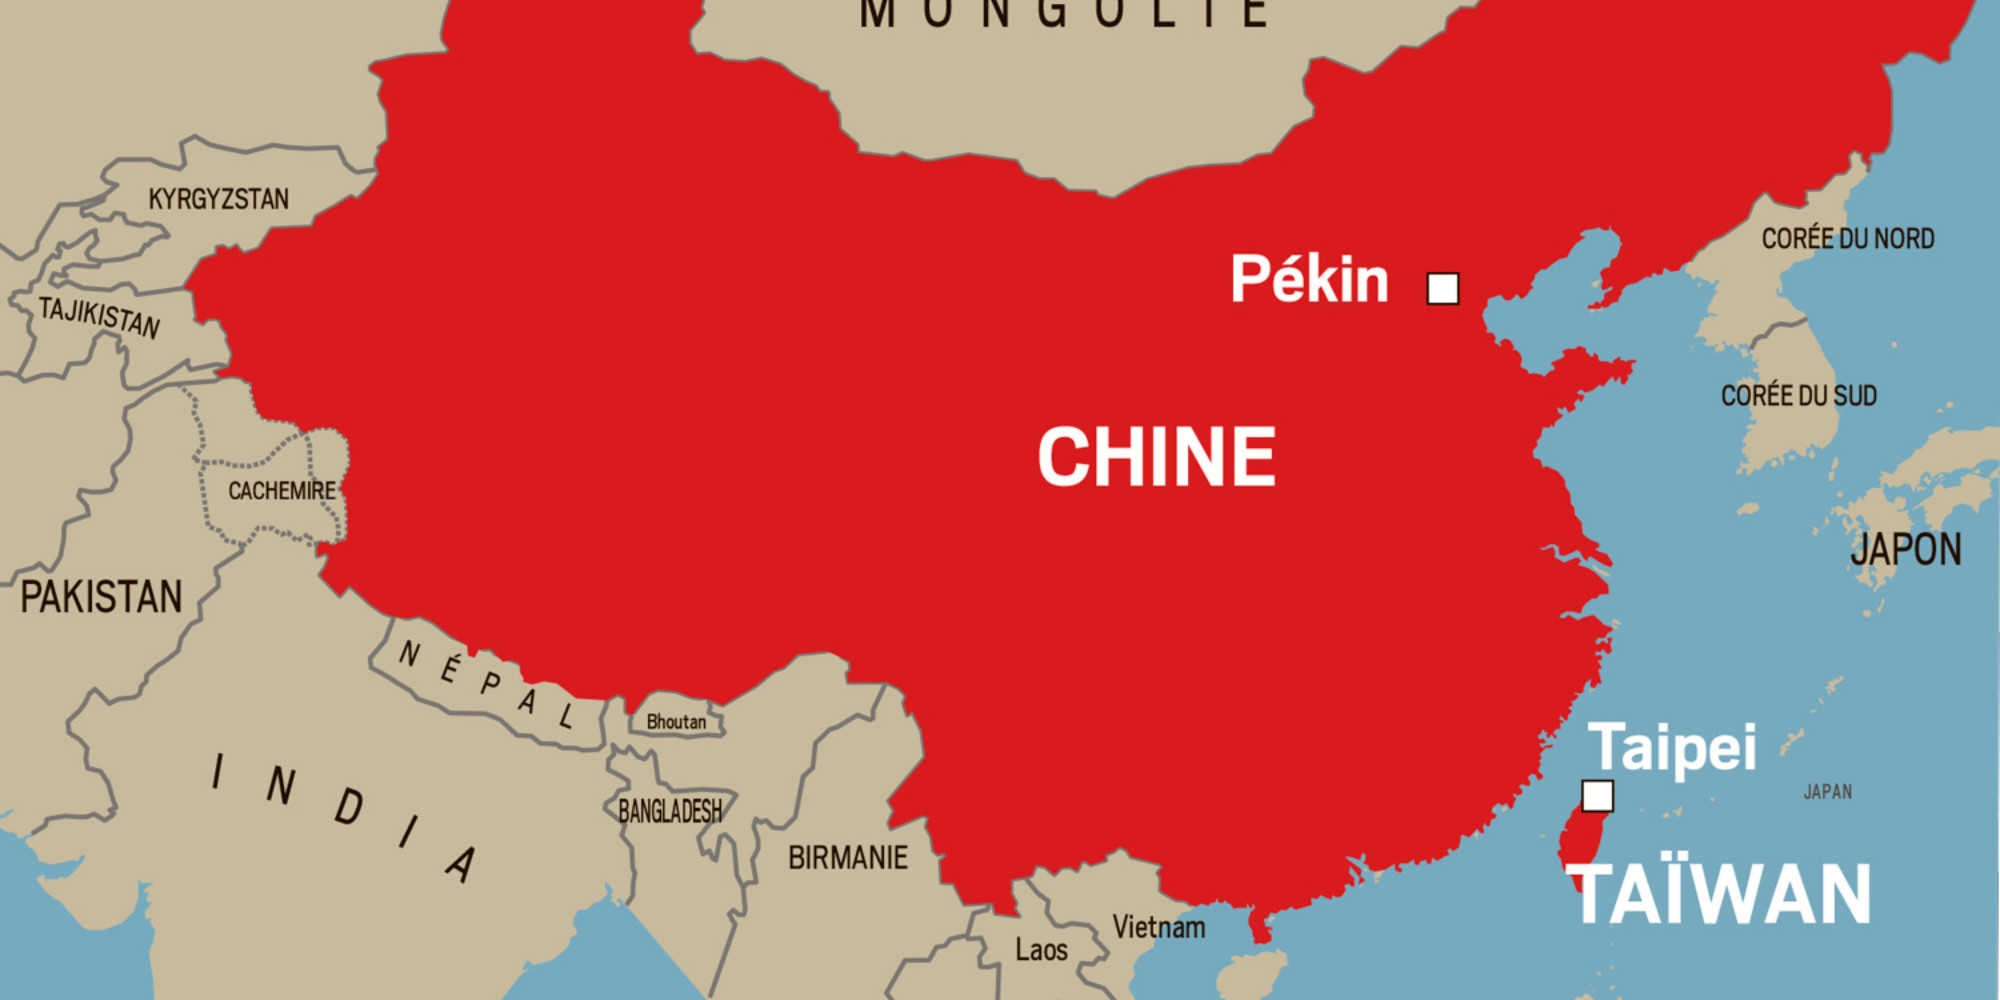 MONGOLIE
KYRGYZSTAN
CORÉE DU NORD
Pékin
TAJIKISTAN
CORÉE DU SUD
CHINE
CACHEMIRE
JAPON
PAKISTAN
NÉPAL
Bhoutan
Taipei
INDIA
JAPAN
BANGLADESH
BIRMANIE
TAÏWAN
Vietnam
Laos